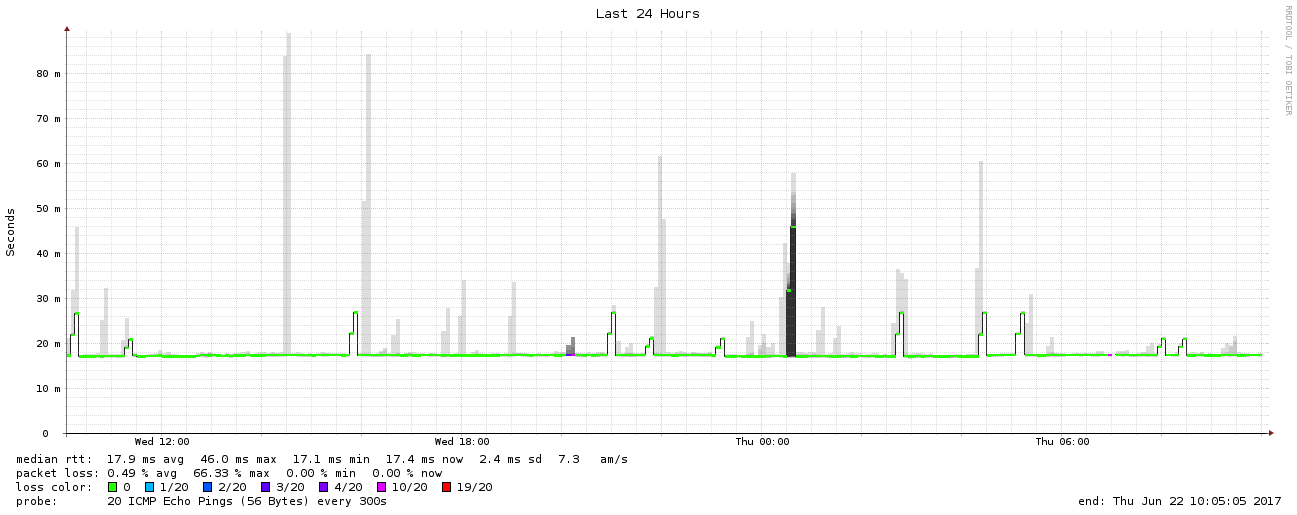 Last 24 Hours
RRDTOOL / TOBI OETIKER
Seconds
80 m
70 m
60 m
50 m
40 m
30 m
20 m
10 m
0
Wed 12:00 Wed 18:00 Thu 00:00 Thu 06:00
median rtt: 17.9 ms avg 46.0 ms max 17.1 ms min 17.4 ms now 2.4 ms sd 7.3 am/s
packet loss: 0.49 % avg 66.33 % max 0.00 % min 0.00 % now
loss color: 0 1/20 2/20 3/20 4/20 10/20 19/20
probe: 20 ICMP Echo Pings (56 Bytes) every 300s end: Thu Jun 22 10:05:05 2017